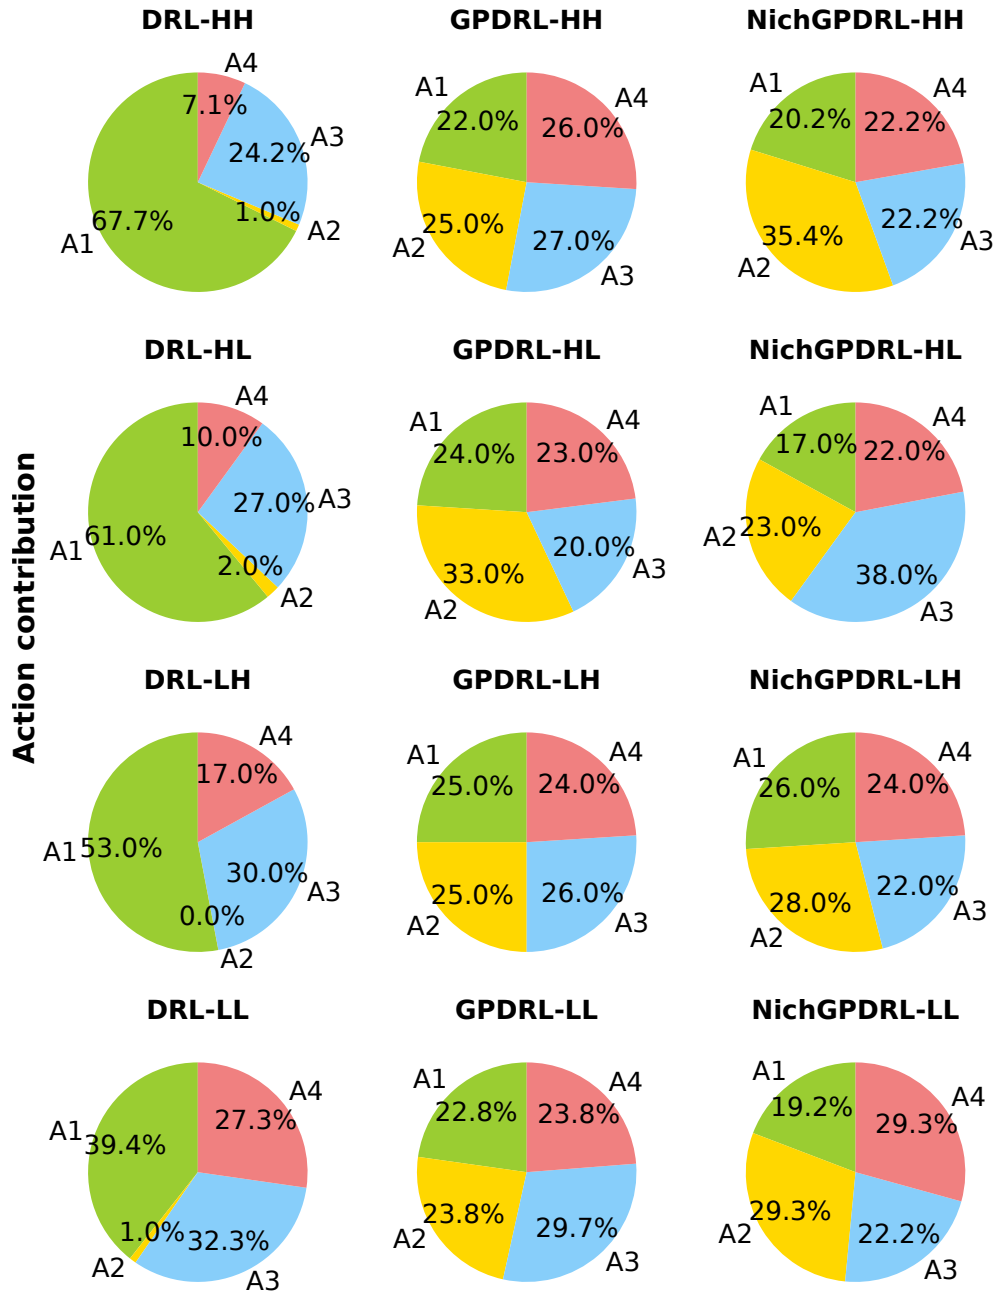 DRL-HH
GPDRL-HH
NichGPDRL-HH
A4
7.1%
A3
24.2%
1.0%
A2
67.7%
A1
A1
22.0%
A4
26.0%
25.0%
A2
27.0%
A3
A1
20.2%
A4
22.2%
35.4%
A2
22.2%
A3
Action contribution
DRL-HL
GPDRL-HL
NichGPDRL-HL
A4
10.0%
27.0%
A3
61.0%
A1
2.0%
A2
A1
24.0%
A4
23.0%
33.0%
A2
20.0%
A3
A1
17.0%
A4
22.0%
A2
23.0%
38.0%
A3
DRL-LH
GPDRL-LH
NichGPDRL-LH
A4
17.0%
A1
53.0%
30.0%
A3
0.0%
A2
A1
25.0%
A4
24.0%
25.0%
A2
26.0%
A3
A1
26.0%
A4
24.0%
28.0%
A2
22.0%
A3
DRL-LL
GPDRL-LL
NichGPDRL-LL
A4
27.3%
A1
39.4%
1.0%
A2
32.3%
A3
A1
22.8%
A4
23.8%
23.8%
A2
29.7%
A3
A1
19.2%
A4
29.3%
29.3%
A2
22.2%
A3